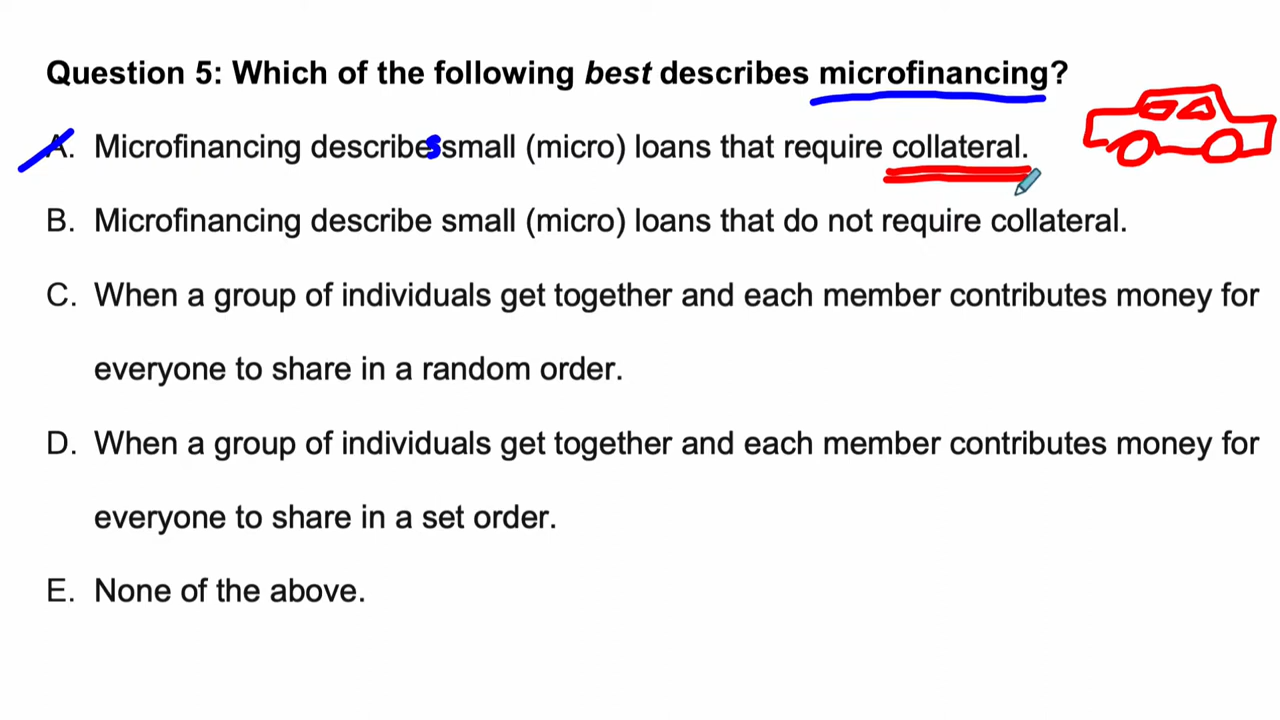 Question 5: Which of the following best describes microfinancing?
A. Microfinancing describes small (micro) loans that require collateral.
B. Microfinancing describe small (micro) loans that do not require collateral.
C. When a group of individuals get together and each member contributes money for
everyone to share in a random order.
D. When a group of individuals get together and each member contributes money for
everyone to share in a set order.
E. None of the above.